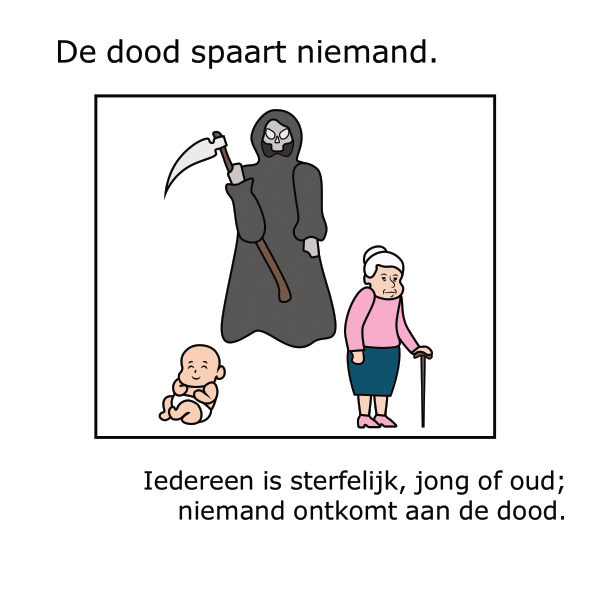 De dood spaart niemand.
Iedereen is sterfelijk, jong of oud;
niemand ontkomt aan de dood.